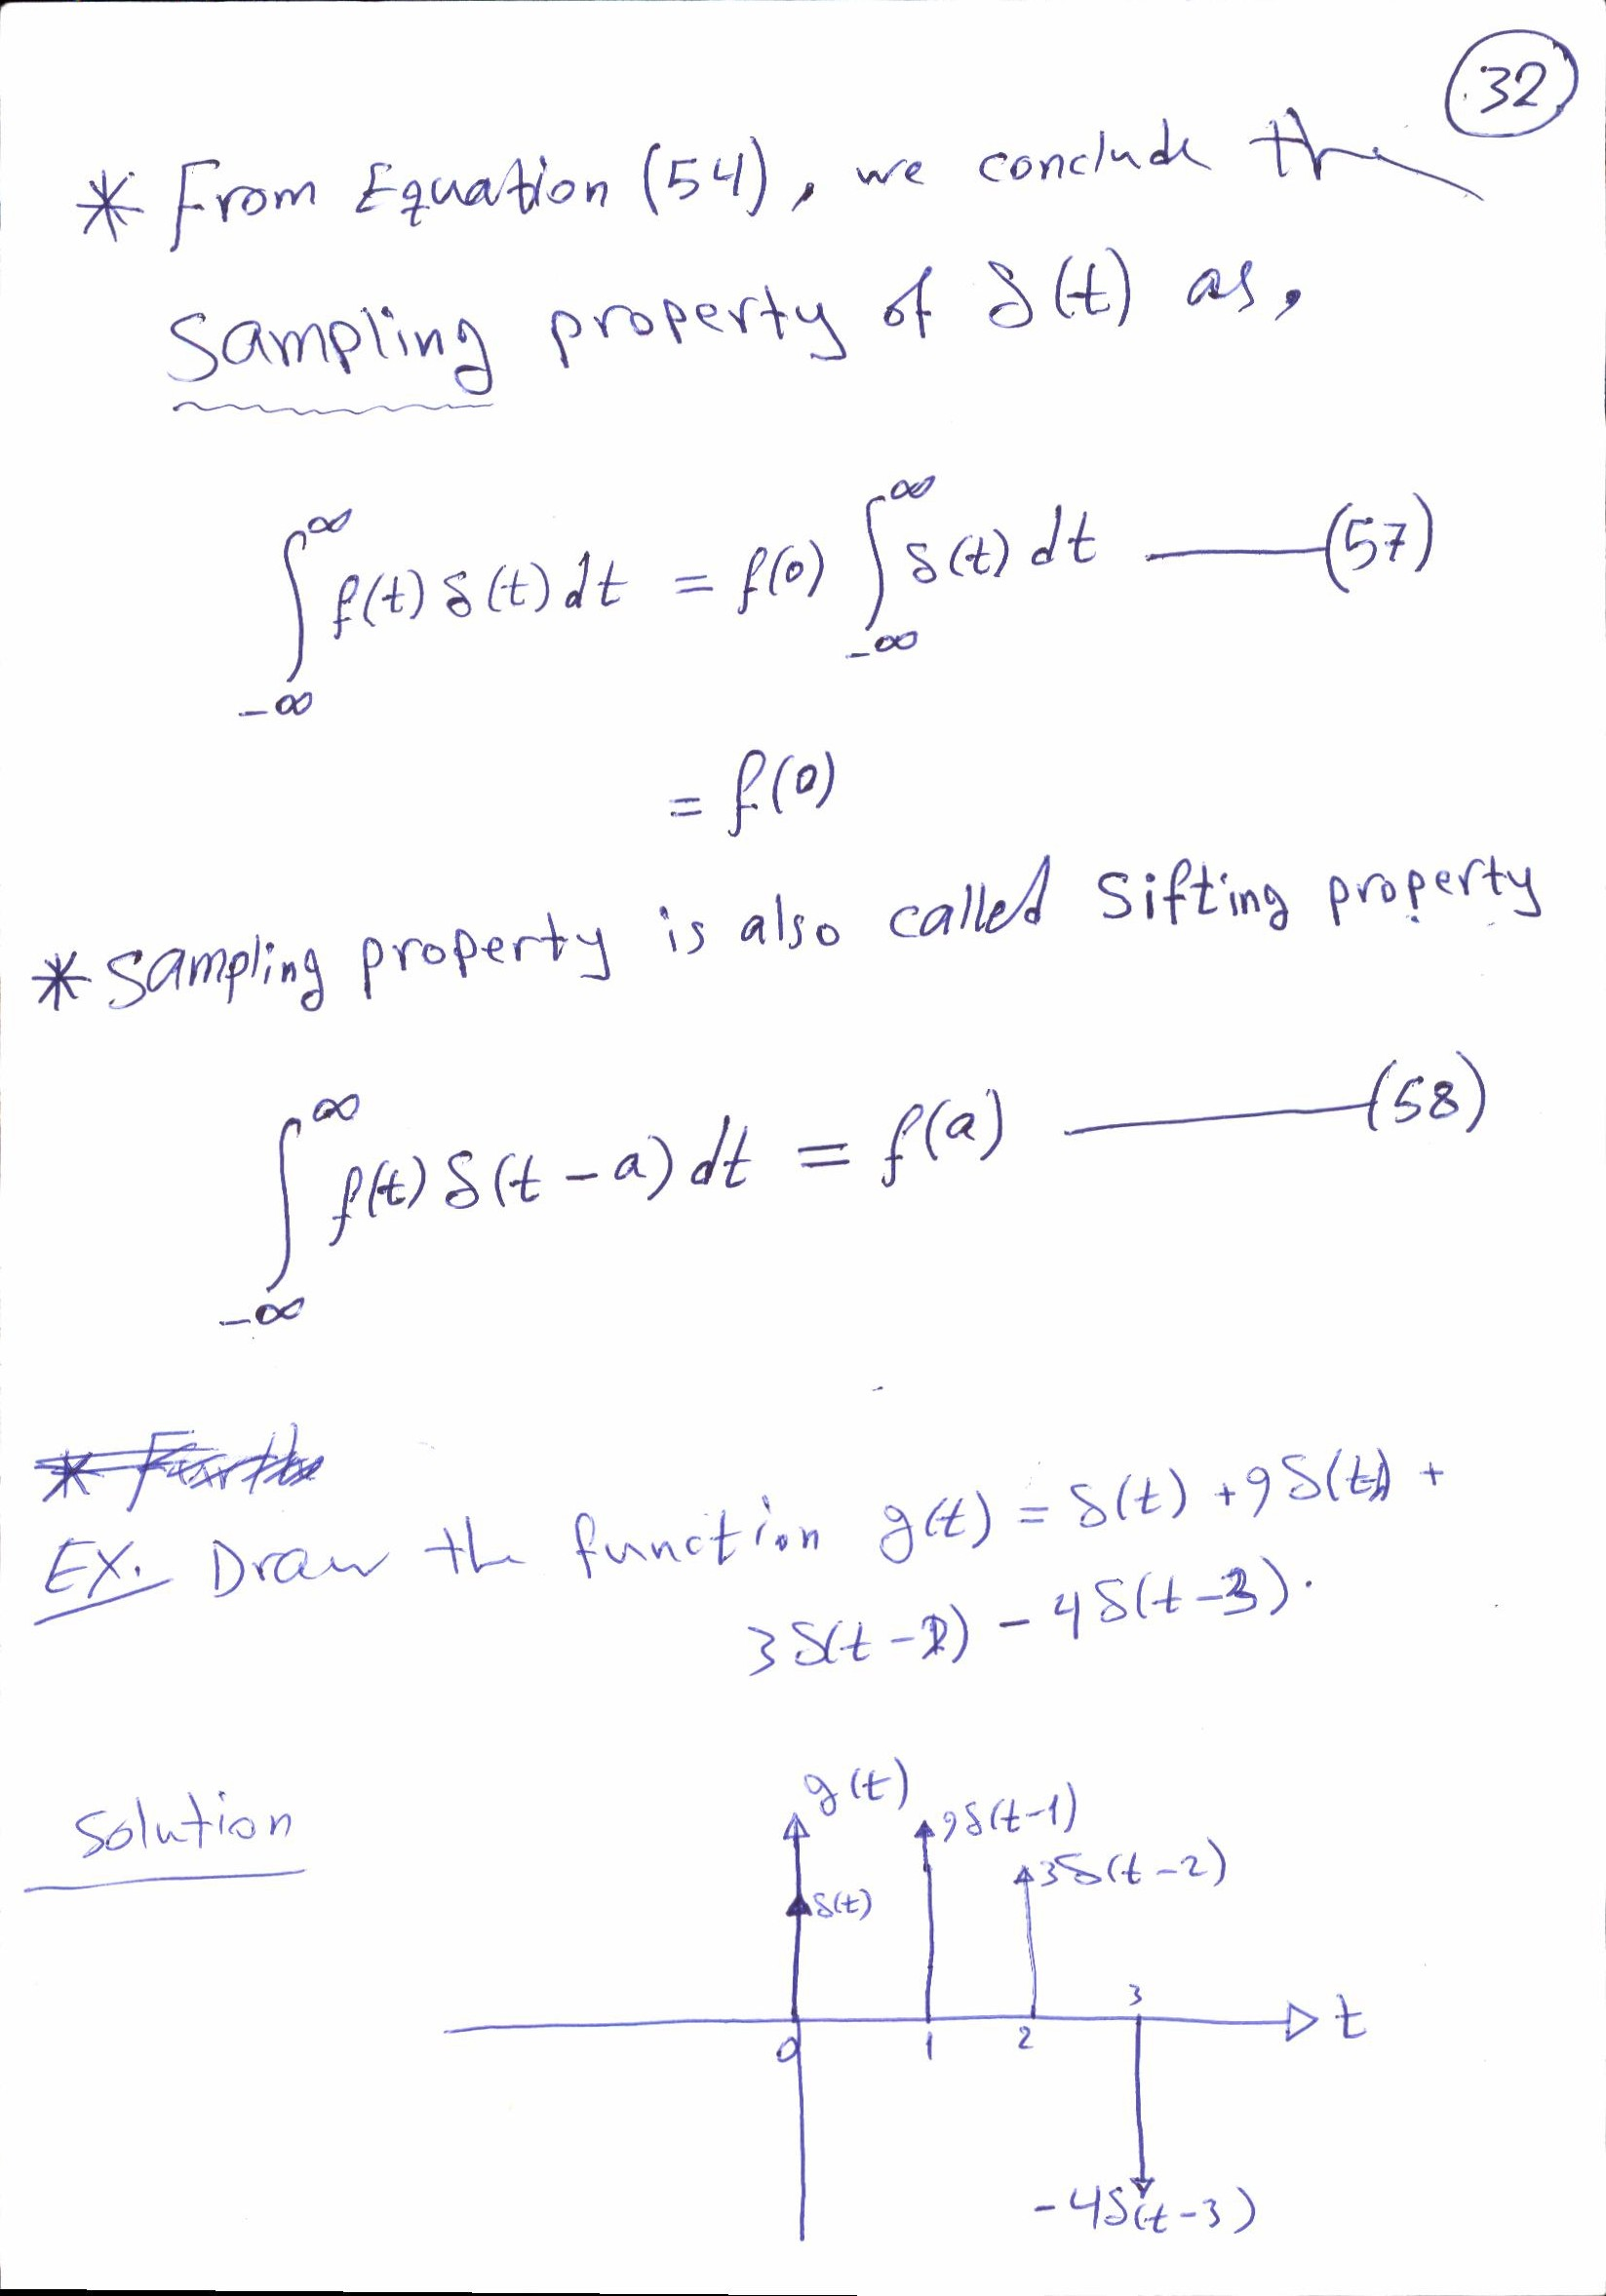 32
* From Equation (54), we conclude the
Sampling property of δ(t) as,
∫_{-∞}^{∞} f(t) δ(t) dt = f(0) ∫_{-∞}^{∞} δ(t) dt ——(57)
= f(0)
* Sampling property is also called Sifting property
∫_{-∞}^{∞} f(t) δ(t-a) dt = f(a) ——(58)
EX. Draw the function g(t) = δ(t) + 9δ(t-1) +
3δ(t-2) - 4δ(t-3).
Solution
g(t)
9δ(t-1)
3δ(t-2)
δ(t)
3
t
0 1 2
-4δ(t-3)